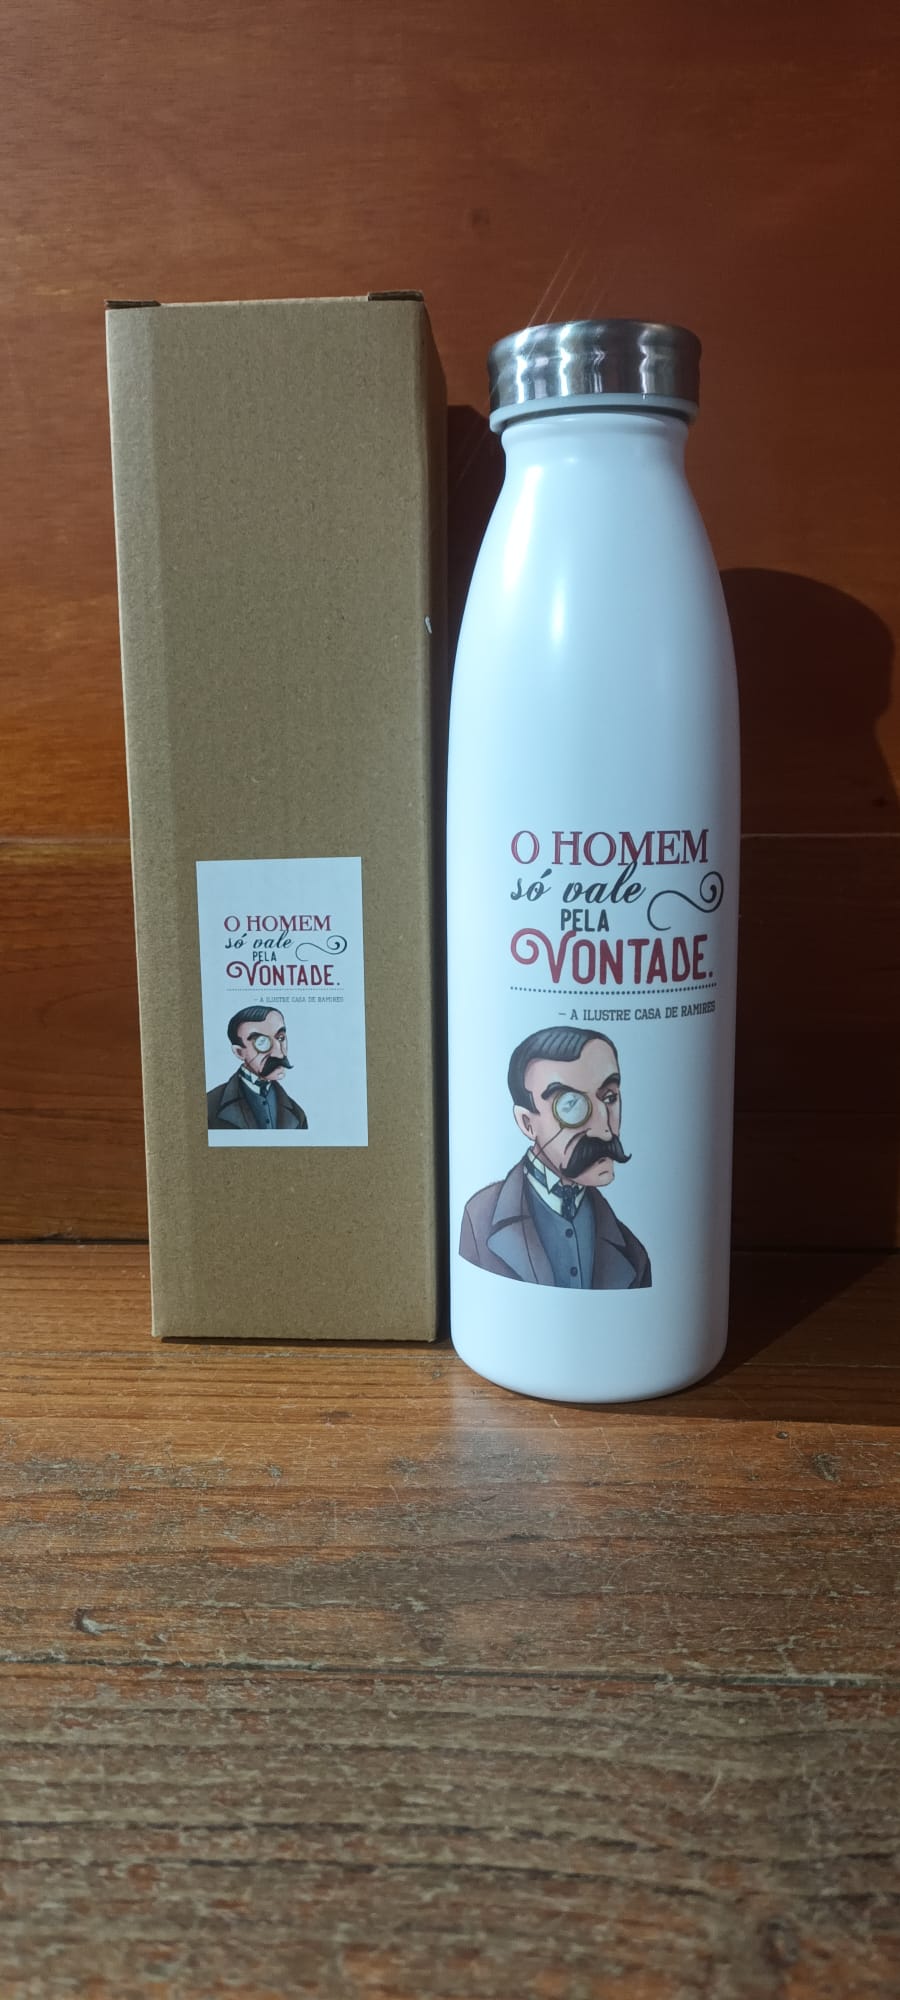 O HOMEM
só vale
PELA
VONTADE.
– A ILUSTRE CASA DE RAMIRES
O HOMEM
só vale
PELA
VONTADE.
– A ILUSTRE CASA DE RAMIRES